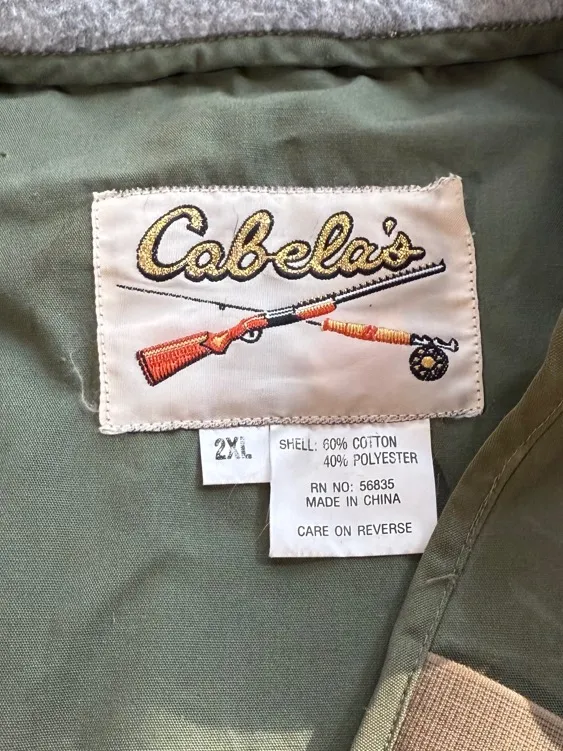 Cabela's
2XL
SHELL: 60% COTTON
40% POLYESTER
RN NO: 56835
MADE IN CHINA
CARE ON REVERSE